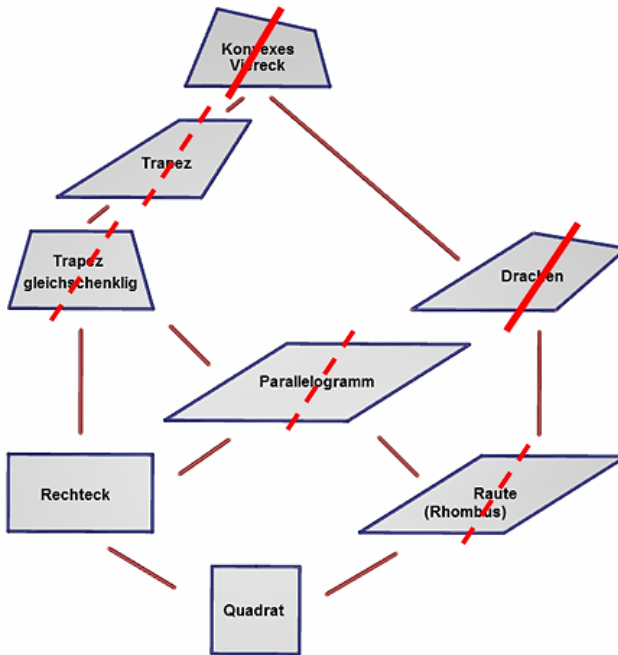 Konvexes
Viereck
Trapez
Trapez
gleichschenklig
Drachen
Parallelogramm
Rechteck
Raute
(Rhombus)
Quadrat